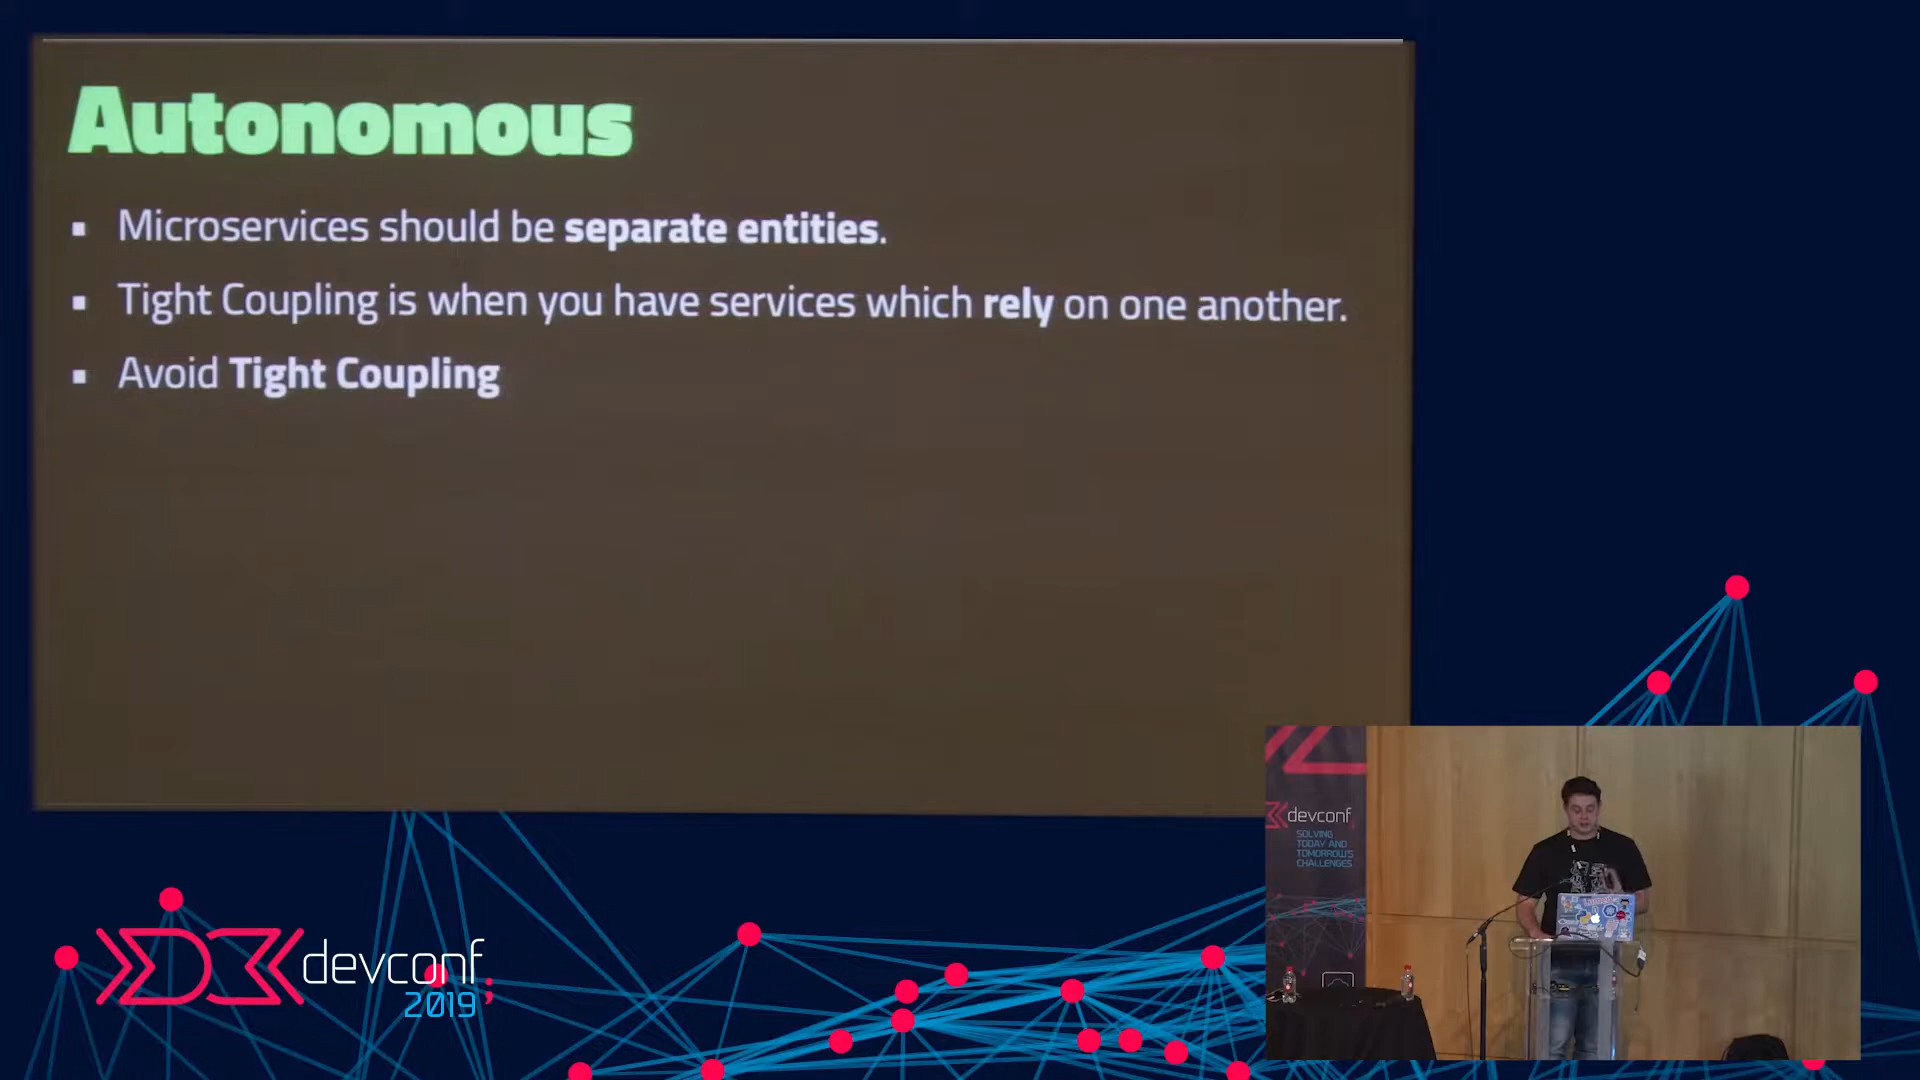 Autonomous
▪ Microservices should be separate entities.
▪ Tight Coupling is when you have services which rely on one another.
▪ Avoid Tight Coupling
devconf;
2019
devconf
SOLVING
TODAY AND
TOMORROW'S
CHALLENGES